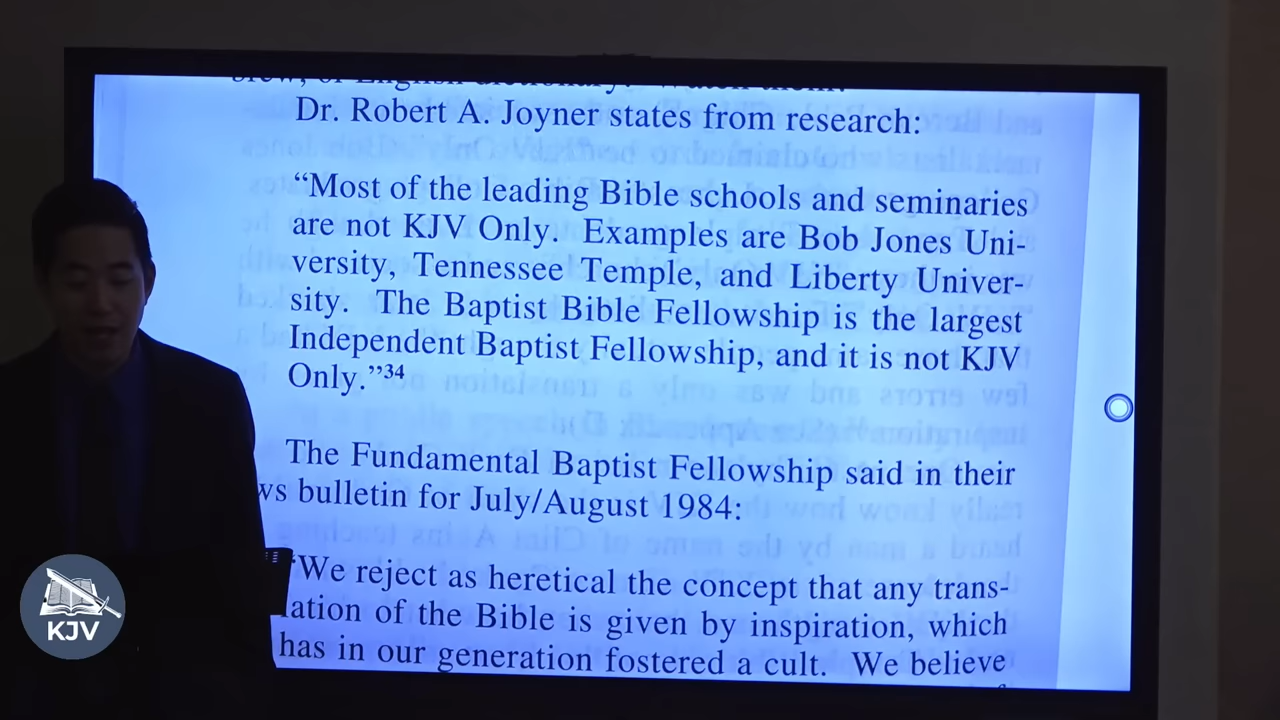 Dr. Robert A. Joyner states from research:
“Most of the leading Bible schools and seminaries
are not KJV Only. Examples are Bob Jones Uni-
versity, Tennessee Temple, and Liberty Univer-
sity. The Baptist Bible Fellowship is the largest
Independent Baptist Fellowship, and it is not KJV
Only.”34
The Fundamental Baptist Fellowship said in their
ws bulletin for July/August 1984:
“We reject as heretical the concept that any trans-
lation of the Bible is given by inspiration, which
has in our generation fostered a cult. We believe
KJV